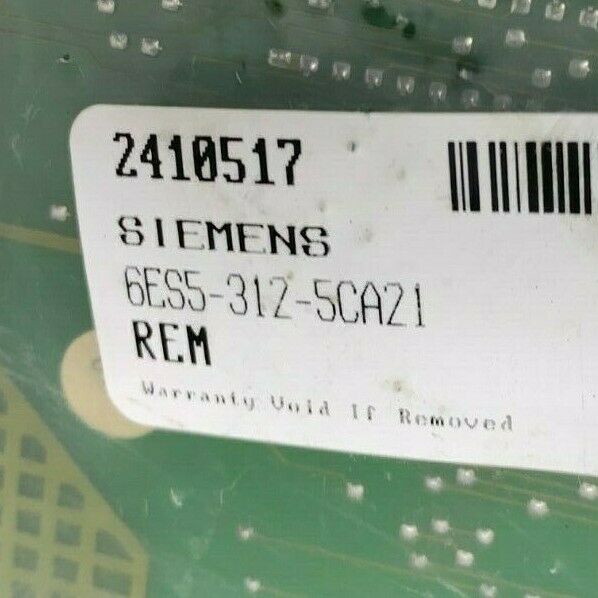 2410517
SIEMENS
6ES5-312-5CA21
REM
Warranty Void If Removed